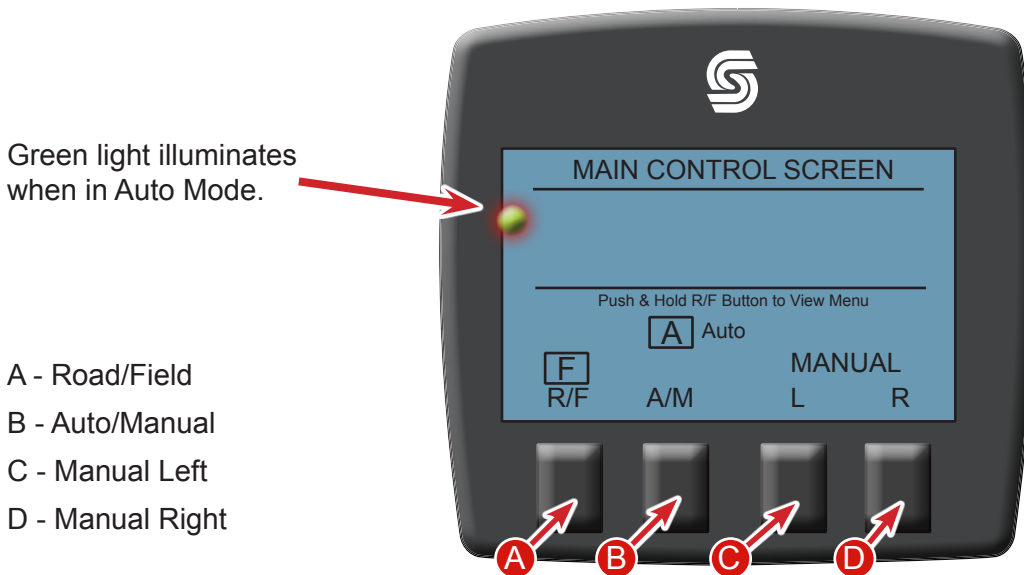 Green light illuminates
when in Auto Mode.
A - Road/Field
B - Auto/Manual
C - Manual Left
D - Manual Right
MAIN CONTROL SCREEN
Push & Hold R/F Button to View Menu
A Auto
F MANUAL
R/F A/M L R
A B C D